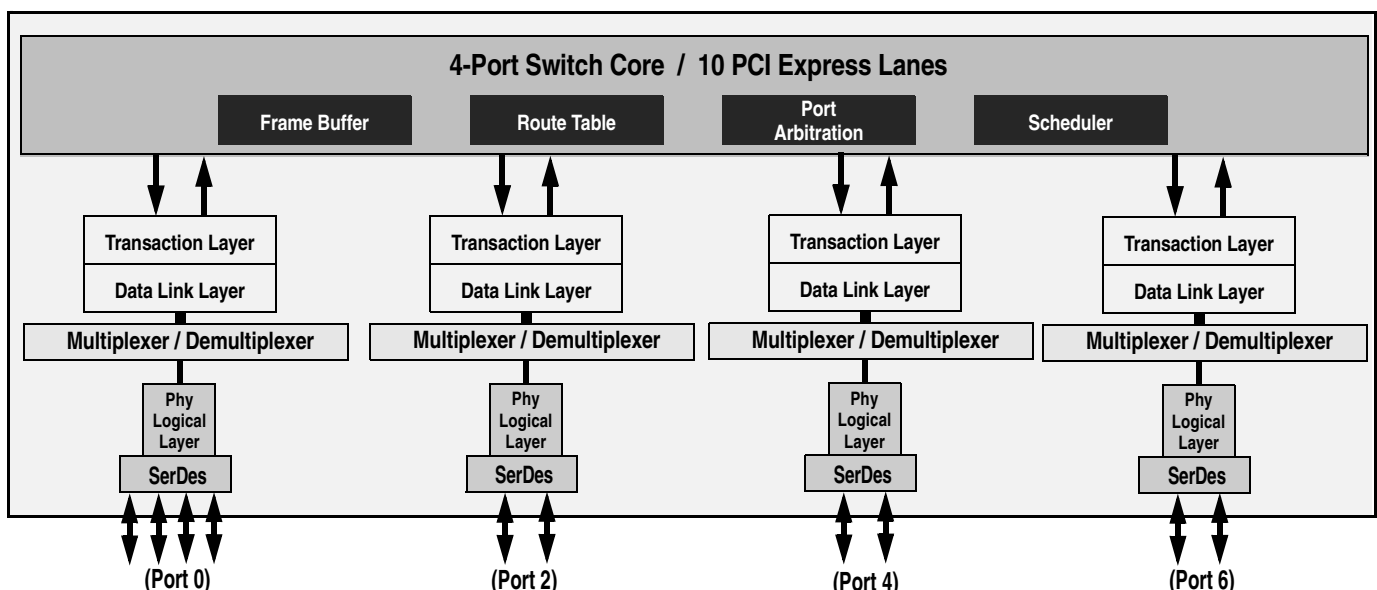 4-Port Switch Core / 10 PCI Express Lanes
Frame Buffer
Route Table
Port
Arbitration
Scheduler
Transaction Layer
Data Link Layer
Multiplexer / Demultiplexer
Phy
Logical
Layer
SerDes
(Port 0)
Transaction Layer
Data Link Layer
Multiplexer / Demultiplexer
Phy
Logical
Layer
SerDes
(Port 2)
Transaction Layer
Data Link Layer
Multiplexer / Demultiplexer
Phy
Logical
Layer
SerDes
(Port 4)
Transaction Layer
Data Link Layer
Multiplexer / Demultiplexer
Phy
Logical
Layer
SerDes
(Port 6)